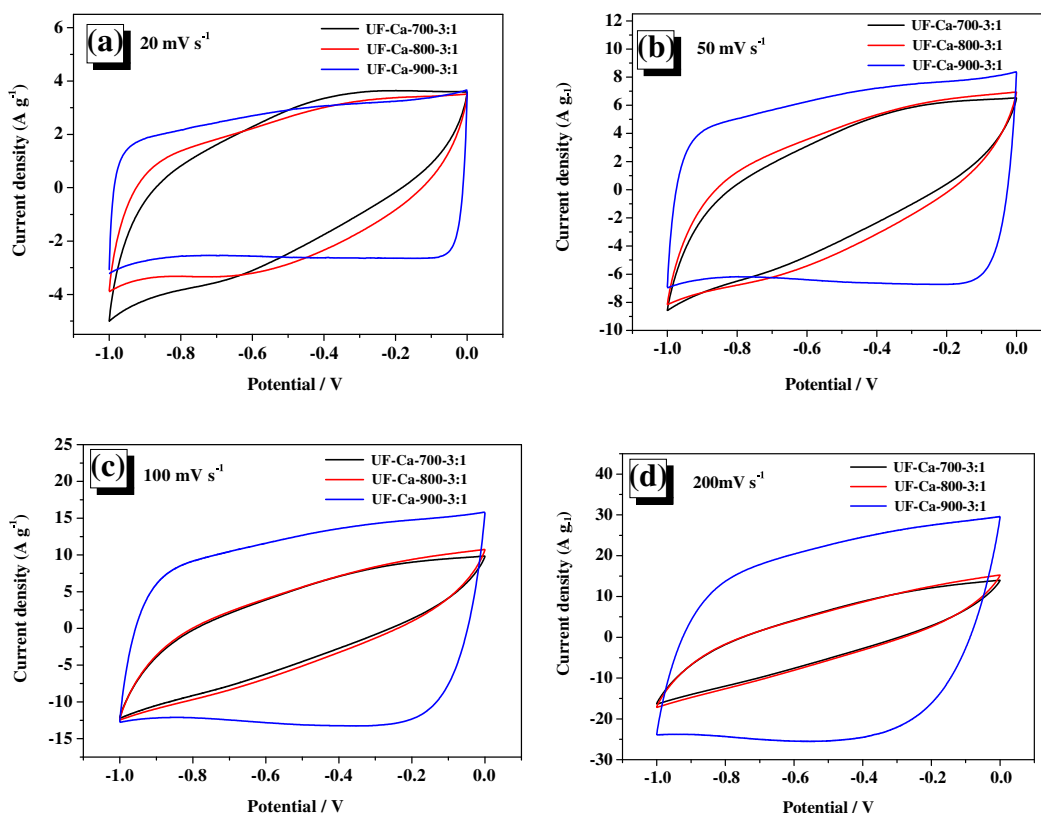 (a) 20 mV s⁻¹
UF-Ca-700-3:1
UF-Ca-800-3:1
UF-Ca-900-3:1
Current density (A g⁻¹)
6
4
2
0
-2
-4
-1.0 -0.8 -0.6 -0.4 -0.2 0.0
Potential / V
(b) 50 mV s⁻¹
UF-Ca-700-3:1
UF-Ca-800-3:1
UF-Ca-900-3:1
Current density (A g-1)
12
10
8
6
4
2
0
-2
-4
-6
-8
-10
-1.0 -0.8 -0.6 -0.4 -0.2 0.0
Potential / V
(c) 100 mV s⁻¹
UF-Ca-700-3:1
UF-Ca-800-3:1
UF-Ca-900-3:1
Current density (A g⁻¹)
25
20
15
10
5
0
-5
-10
-15
-1.0 -0.8 -0.6 -0.4 -0.2 0.0
Potential / V
(d) 200mV s⁻¹
UF-Ca-700-3:1
UF-Ca-800-3:1
UF-Ca-900-3:1
Current density (A g-1)
40
30
20
10
0
-10
-20
-30
-1.0 -0.8 -0.6 -0.4 -0.2 0.0
Potential / V